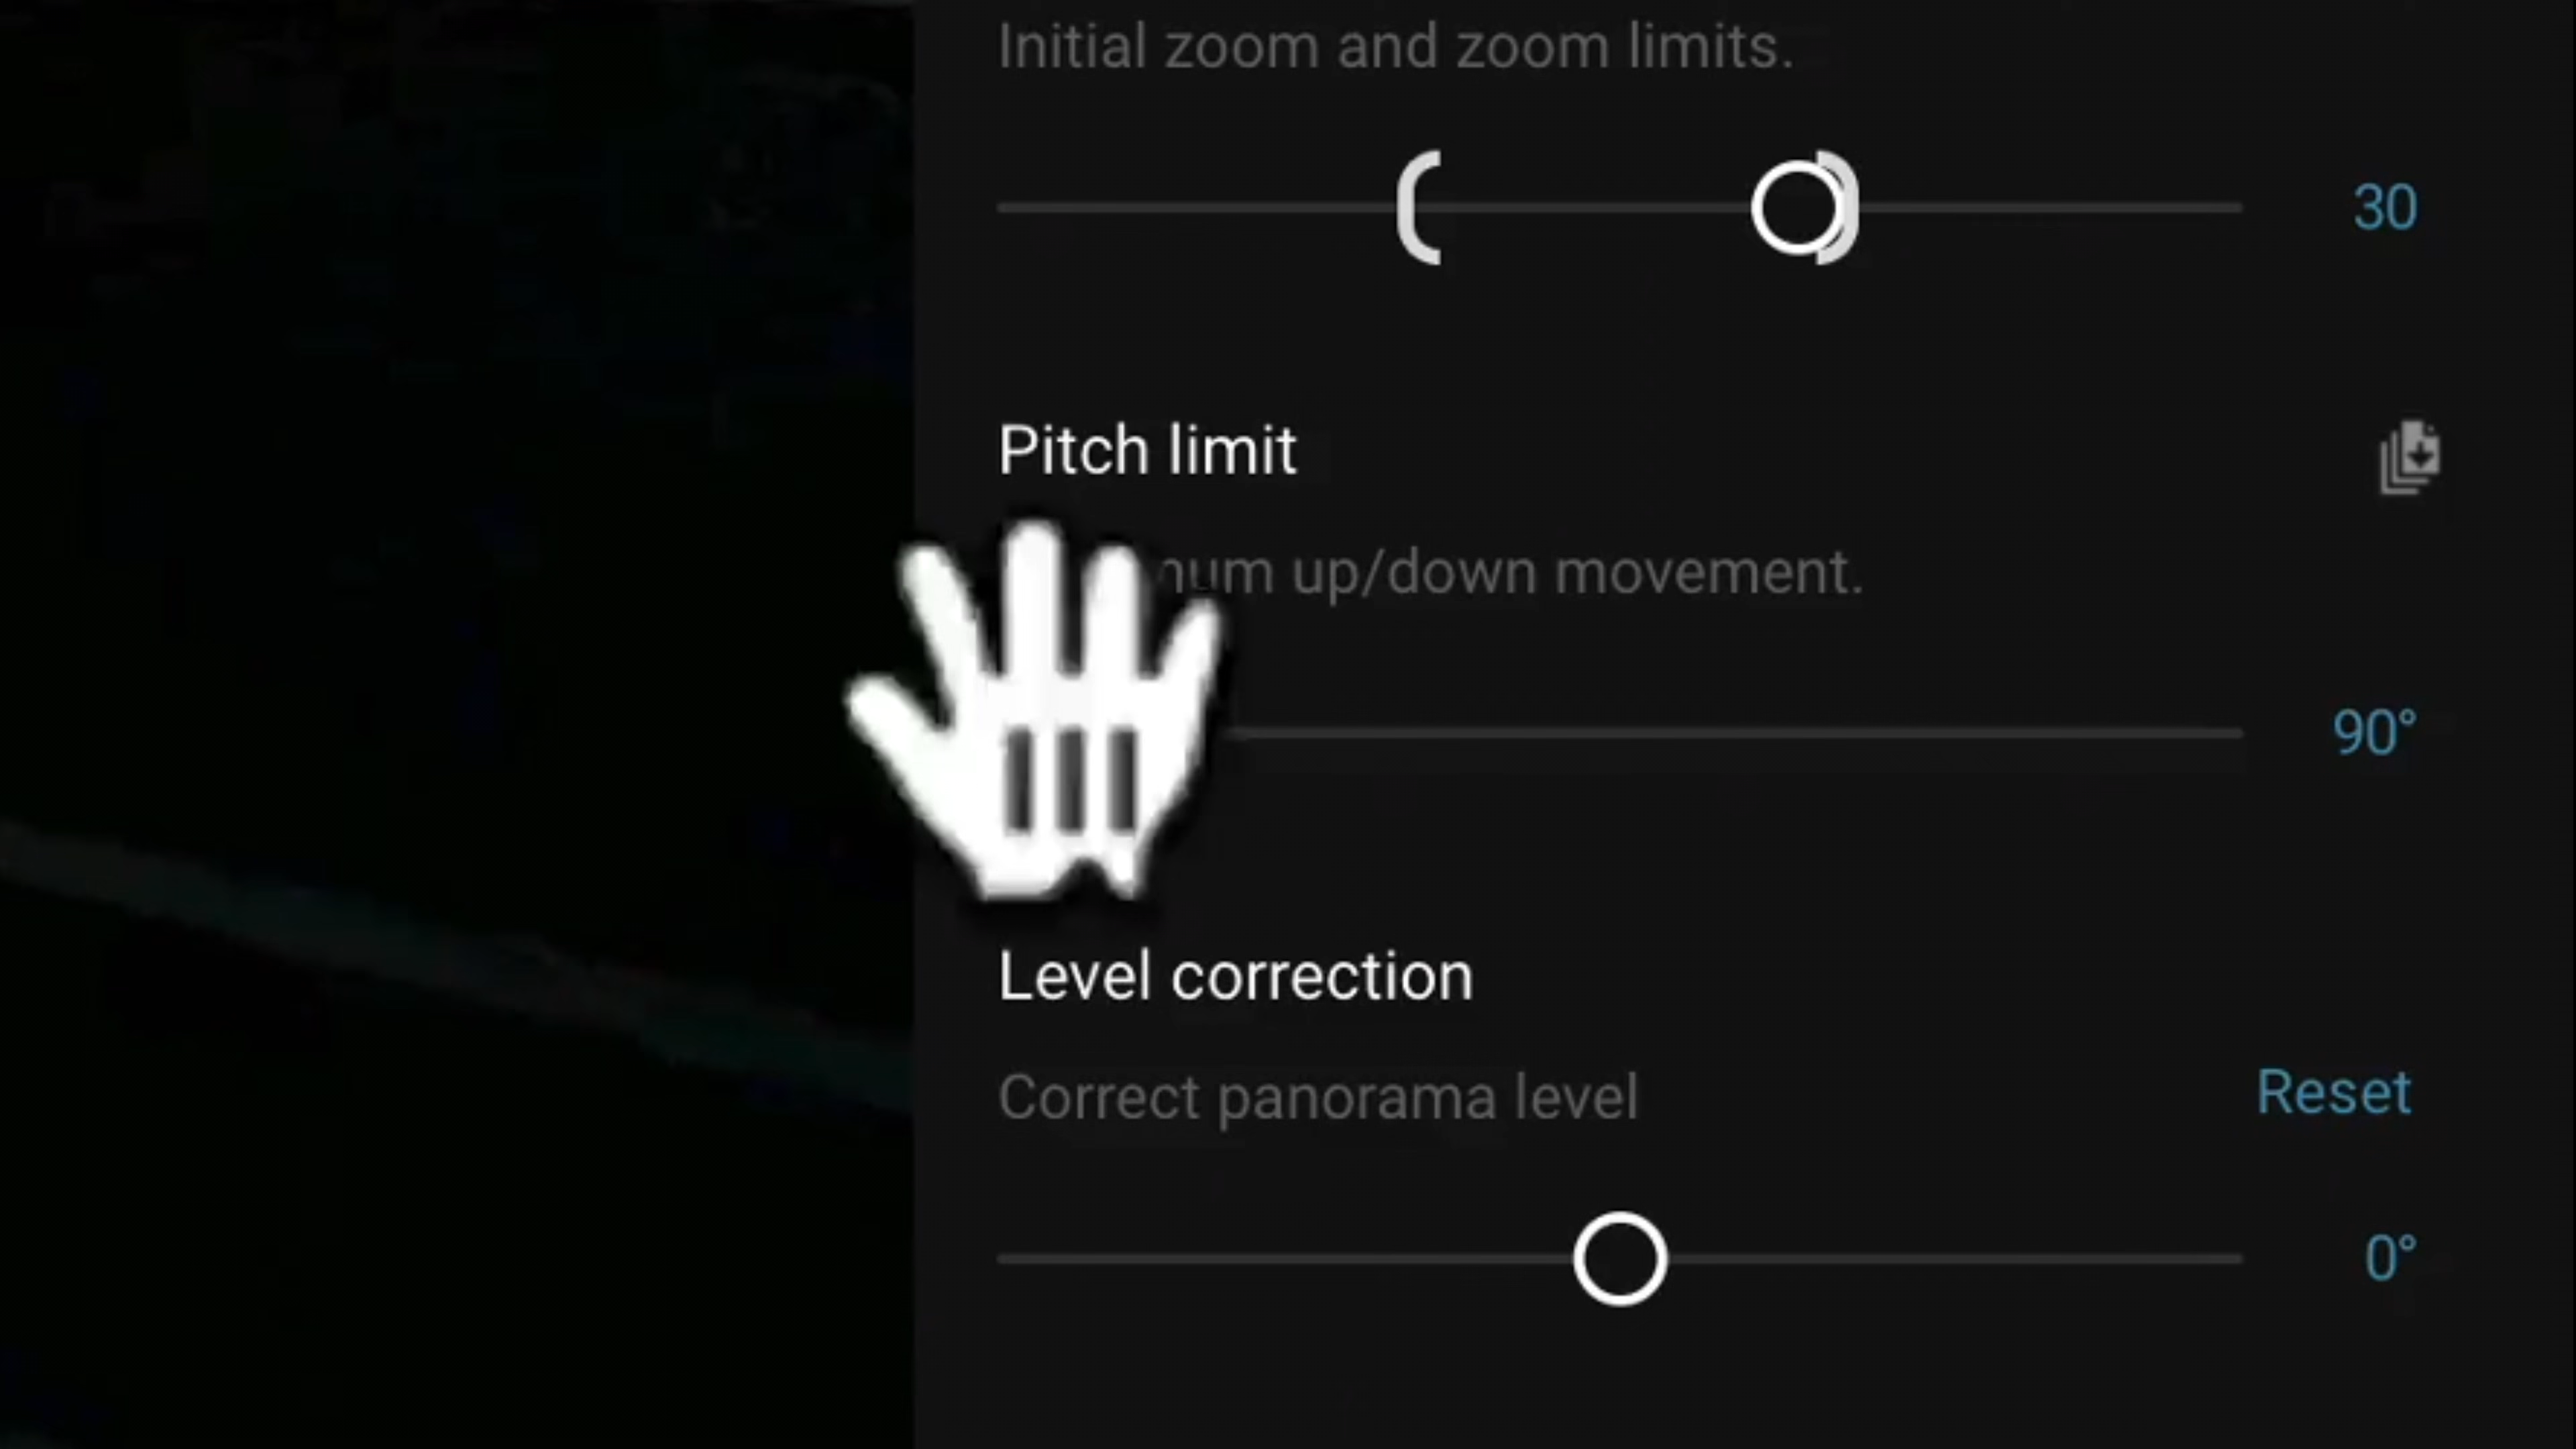 Initial zoom and zoom limits.
30
Pitch limit
up/down movement.
90°
Level correction
Correct panorama level
Reset
0°